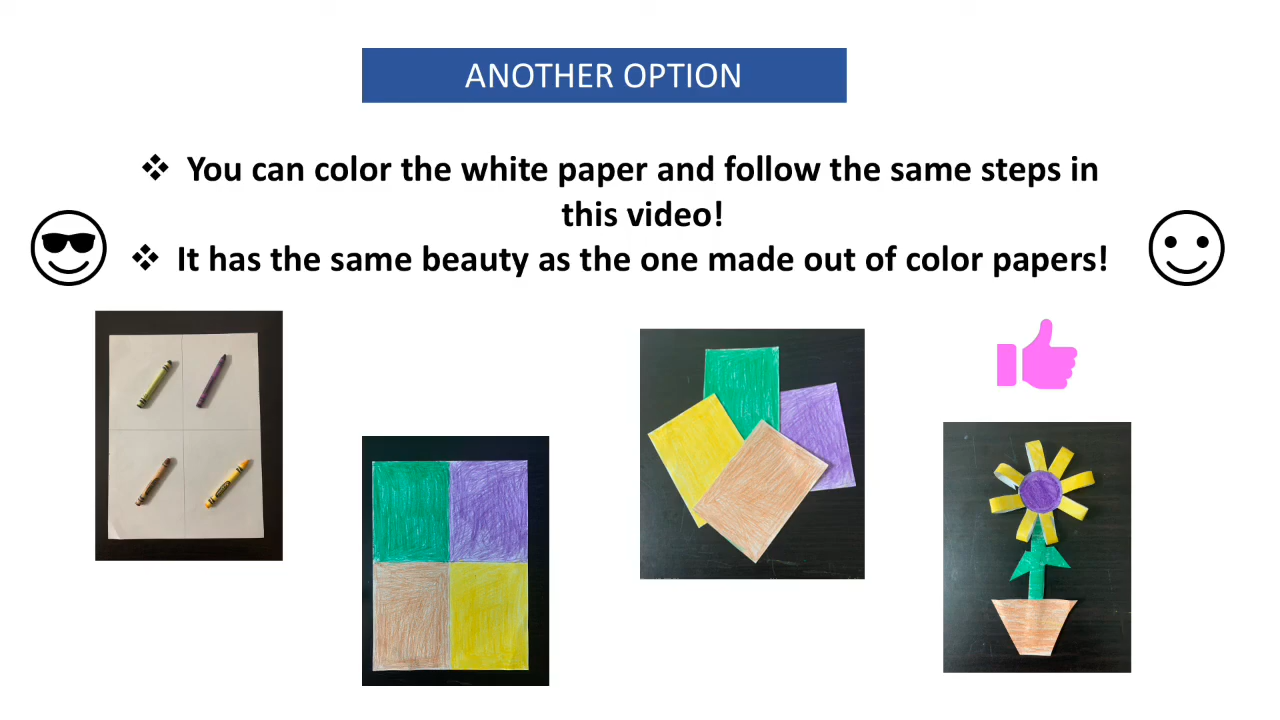 ANOTHER OPTION
❖ You can color the white paper and follow the same steps in
this video!
❖ It has the same beauty as the one made out of color papers!